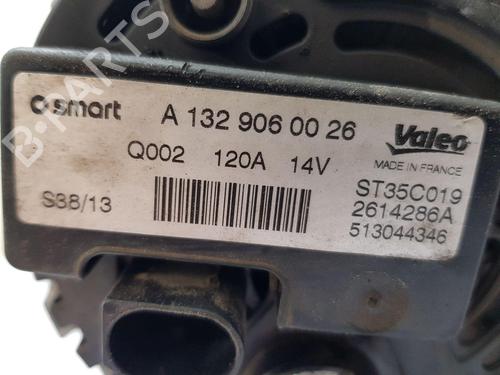 smart A 132 906 00 26 Valeo
MADE IN FRANCE
Q002 120A 14V
ST35C019
S38/13
2614286A
513044346
B-PARTS